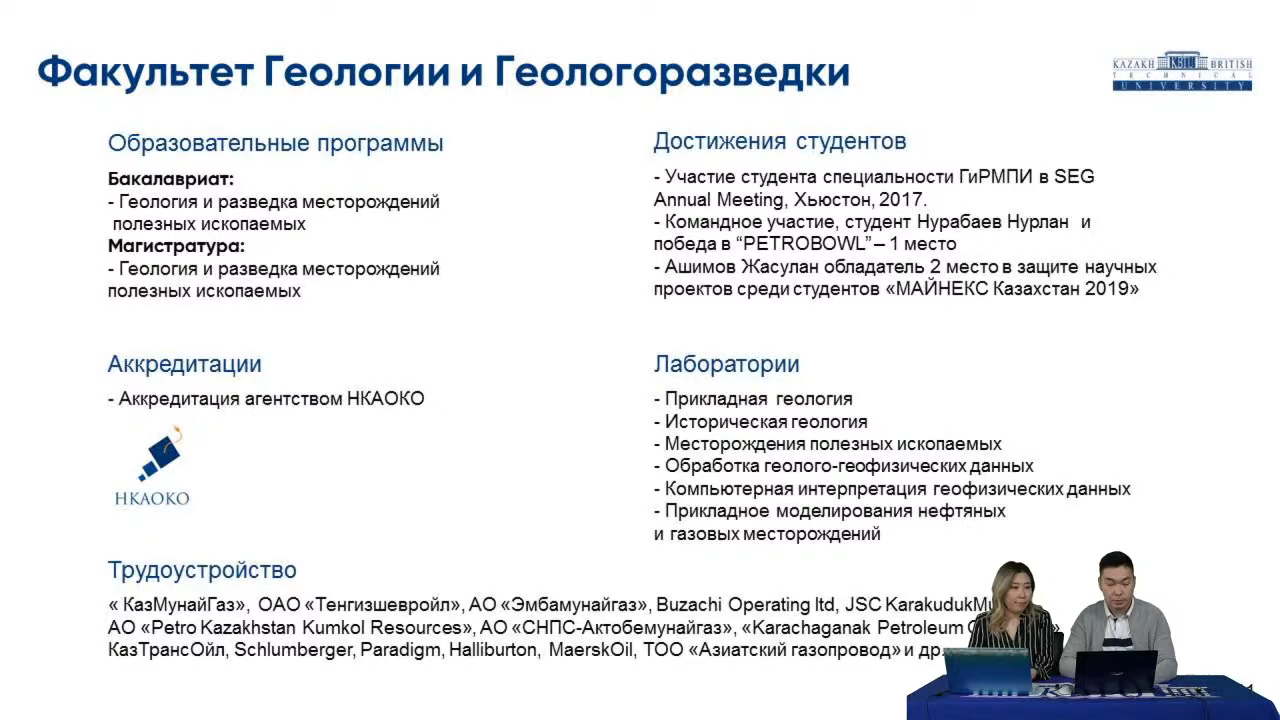 Факультет Геологии и Геологоразведки
KAZAKH KBTU BRITISH
TECHNICAL
UNIVERSITY
Образовательные программы
Бакалавриат:
- Геология и разведка месторождений
полезных ископаемых
Магистратура:
- Геология и разведка месторождений
полезных ископаемых
Достижения студентов
- Участие студента специальности ГиРМПИ в SEG
Annual Meeting, Хьюстон, 2017.
- Командное участие, студент Нурабаев Нурлан и
победа в “PETROBOWL” – 1 место
- Ашимов Жасулан обладатель 2 место в защите научных
проектов среди студентов «МАЙНЕКС Казахстан 2019»
Аккредитации
- Аккредитация агентством НКАОКО
НКАОКО
Лаборатории
- Прикладная геология
- Историческая геология
- Месторождения полезных ископаемых
- Обработка геолого-геофизических данных
- Компьютерная интерпретация геофизических данных
- Прикладное моделирования нефтяных
и газовых месторождений
Трудоустройство
« КазМунайГаз», ОАО «Тенгизшевройл», АО «Эмбамунайгаз», Buzachi Operating ltd, JSC
АО «Petro Kazakhstan Kumkol Resources», АО «СНПС-Актобемунайгаз», «Karachaganak Petroleum
КазТрансОйл, Schlumberger, Paradigm, Halliburton, MaerskOil, ТОО «Азиатский газопровод» и др.